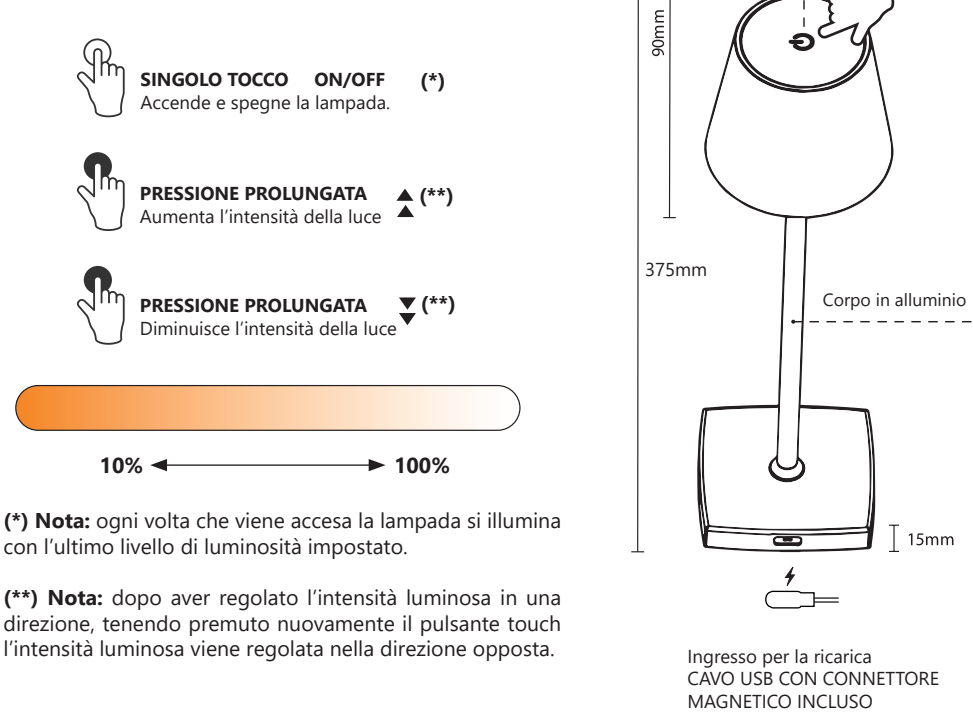 SINGOLO TOCCO ON/OFF (*)
Accende e spegne la lampada.
PRESSIONE PROLUNGATA (**)
Aumenta l'intensità della luce
PRESSIONE PROLUNGATA (**)
Diminuisce l'intensità della luce
10% 100%
(*) Nota: ogni volta che viene accesa la lampada si illumina
con l'ultimo livello di luminosità impostato.
(**) Nota: dopo aver regolato l'intensità luminosa in una
direzione, tenendo premuto nuovamente il pulsante touch
l'intensità luminosa viene regolata nella direzione opposta.
90mm
375mm
Corpo in alluminio
15mm
Ingresso per la ricarica
CAVO USB CON CONNETTORE
MAGNETICO INCLUSO